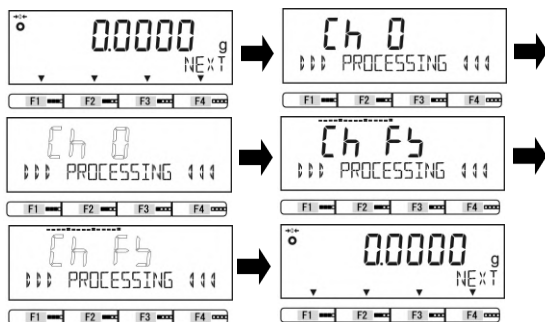 0.0000 g
NEXT
F1 F2 F3 F4
Ch 0
PROCESSING
F1 F2 F3 F4
Ch 0
PROCESSING
F1 F2 F3 F4
Ch FS
PROCESSING
F1 F2 F3 F4
Ch FS
PROCESSING
F1 F2 F3 F4
0.0000 g
NEXT
F1 F2 F3 F4